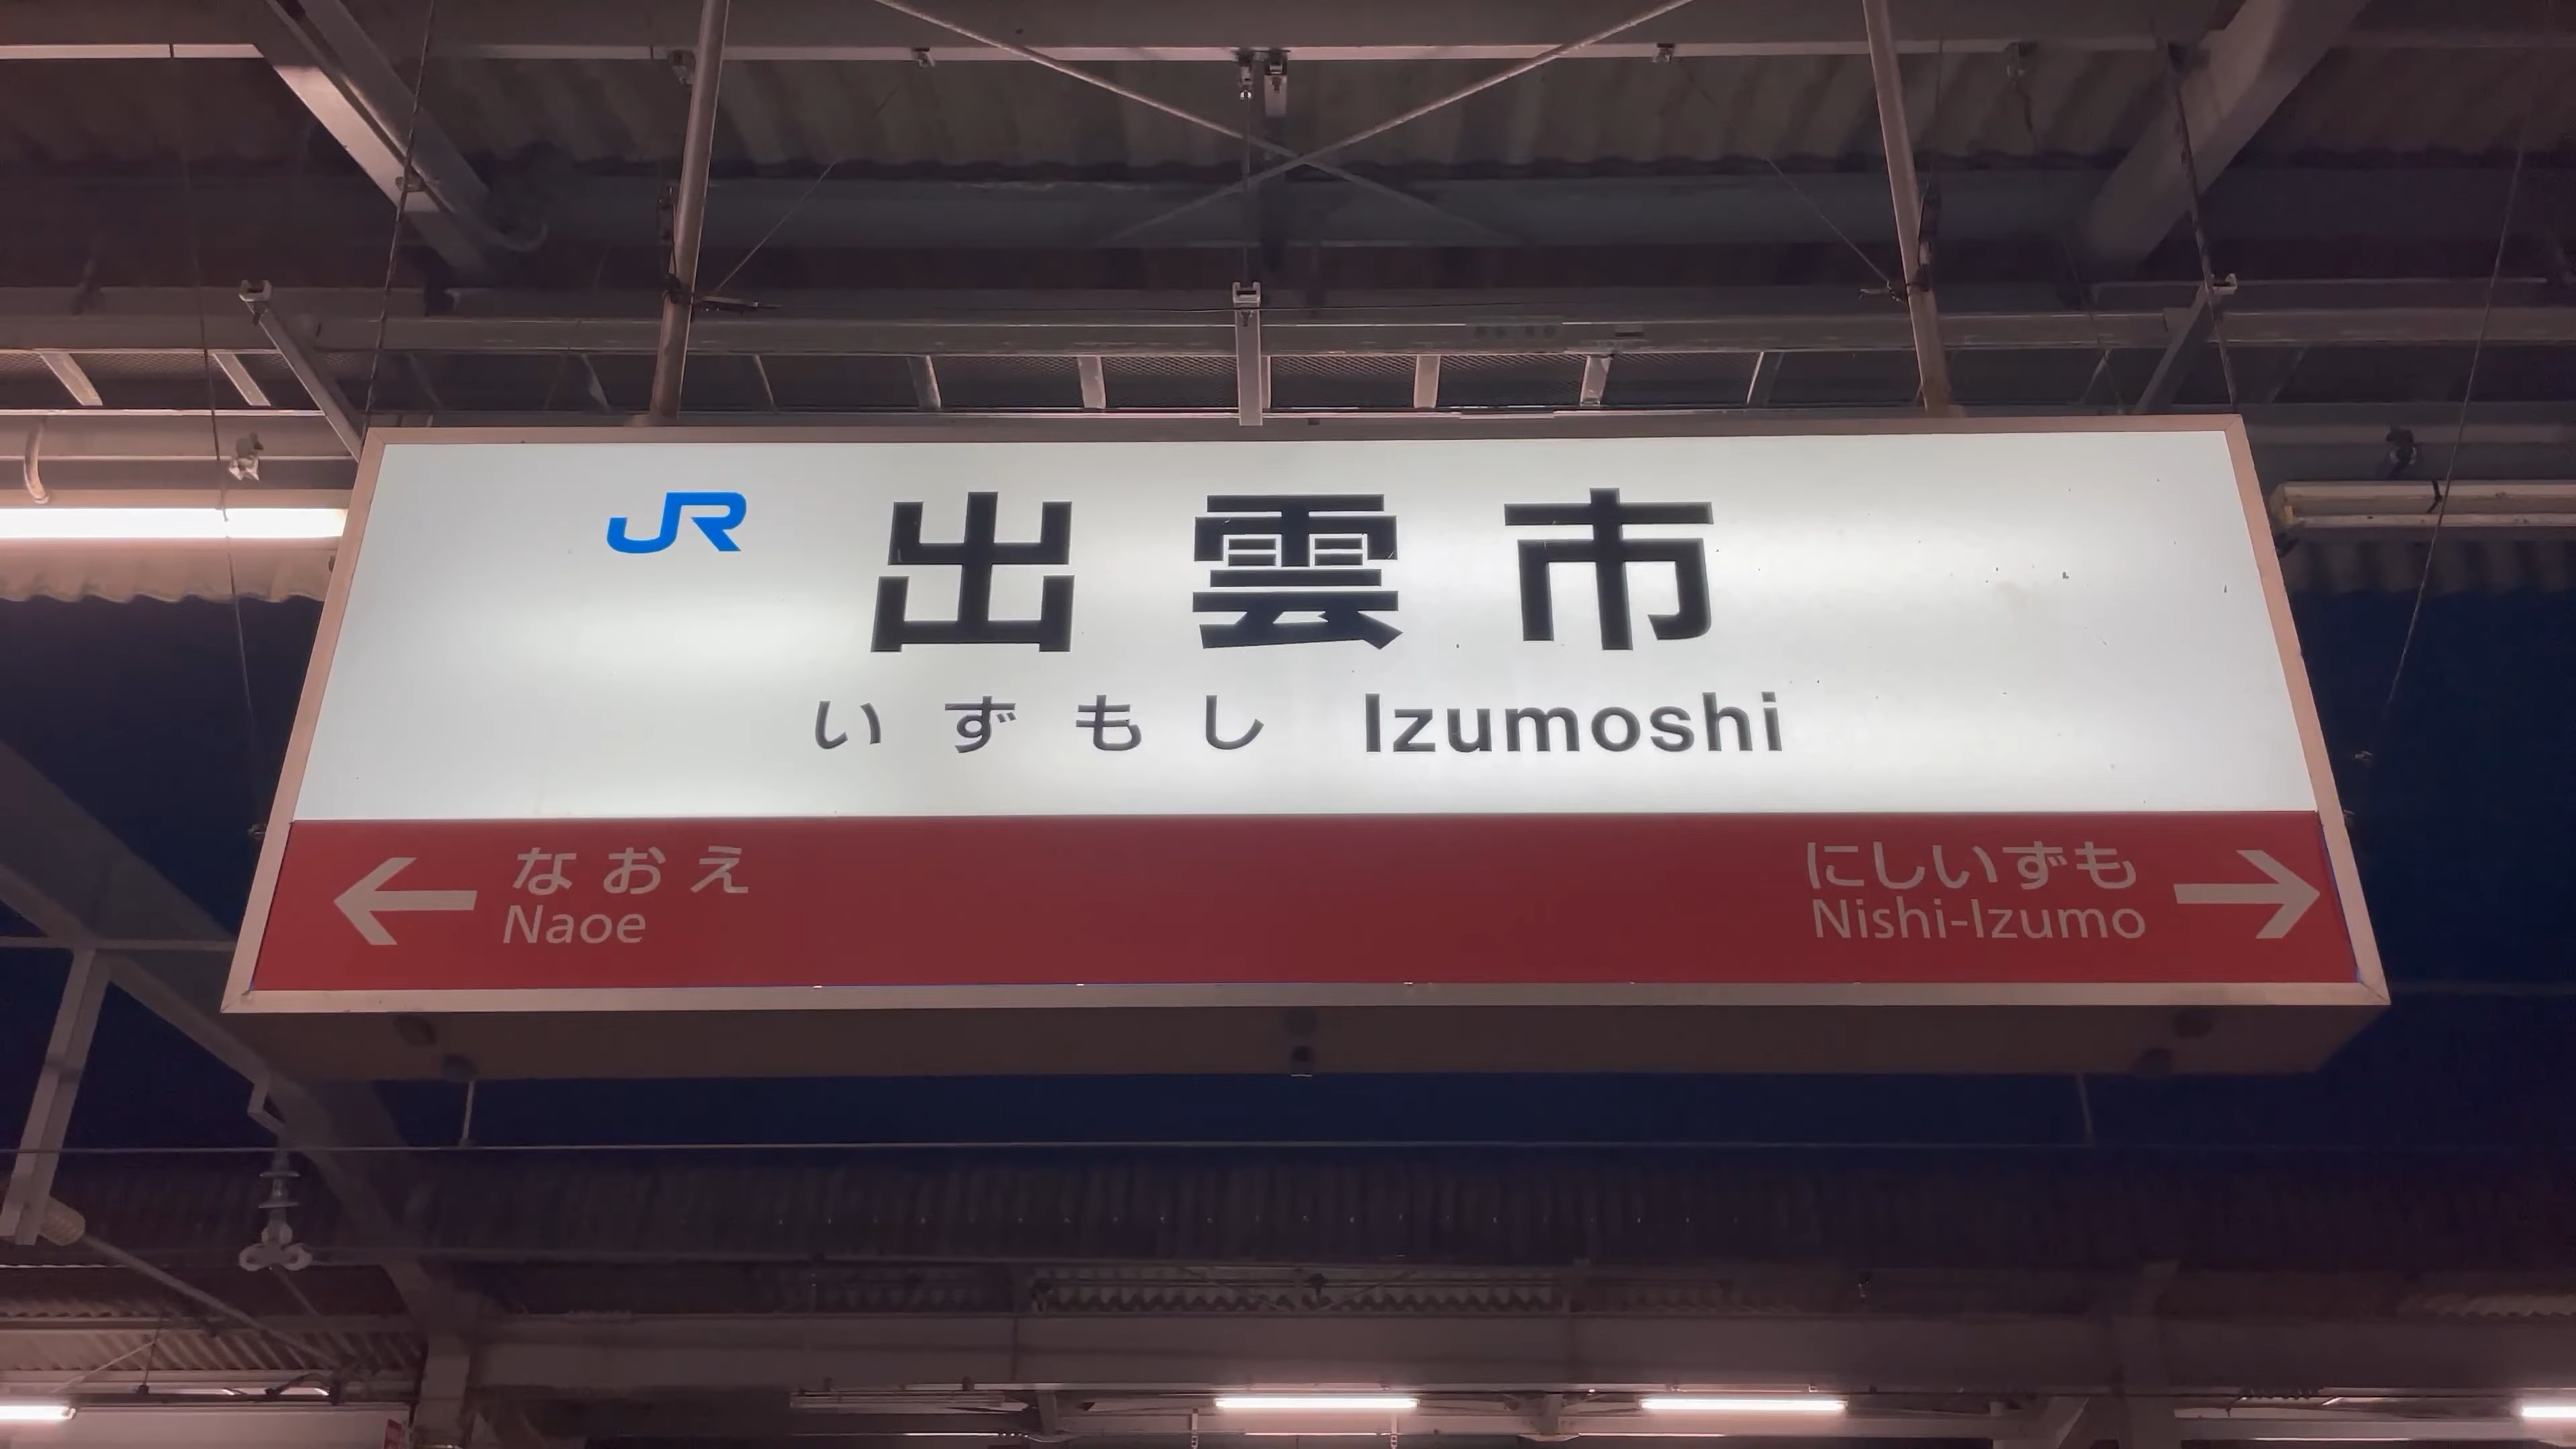 JR 出雲市
いずもし Izumoshi
← なおえ
Naoe
にしいずも →
Nishi-Izumo